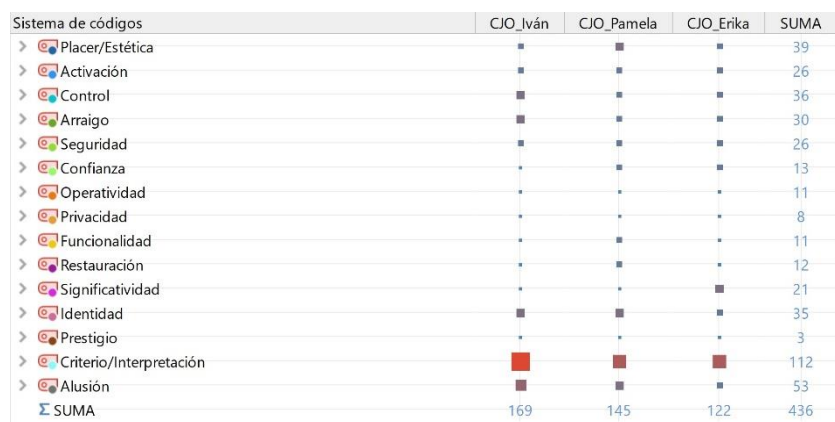 Sistema de códigos CJO_Iván CJO_Pamela CJO_Erika SUMA
Placer/Estética 39
Activación 26
Control 36
Arraigo 30
Seguridad 26
Confianza 13
Operatividad 11
Privacidad 8
Funcionalidad 11
Restauración 12
Significatividad 21
Identidad 35
Prestigio 3
Criterio/Interpretación 112
Alusión 53
Σ SUMA 169 145 122 436